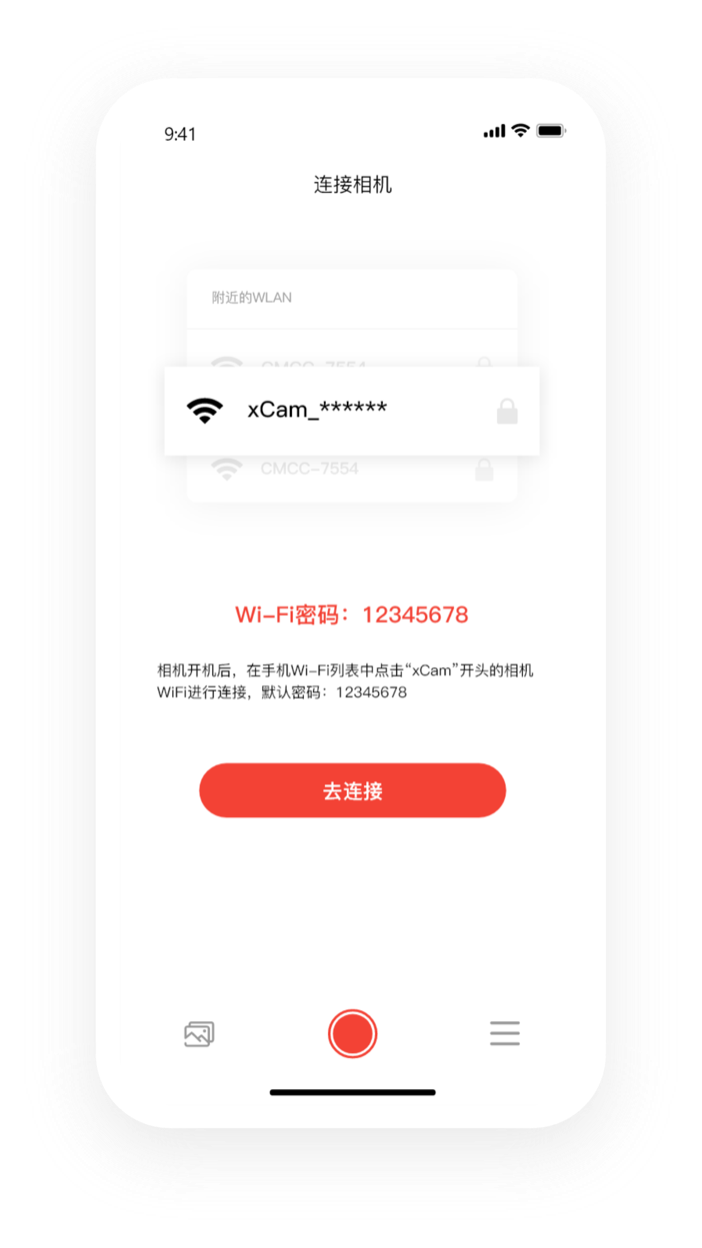 9:41
连接相机
附近的WLAN
CMCC-7554
xCam_******
CMCC-7554
Wi-Fi密码：12345678
相机开机后，在手机Wi-Fi列表中点击“xCam”开头的相机
WiFi进行连接，默认密码：12345678
去连接